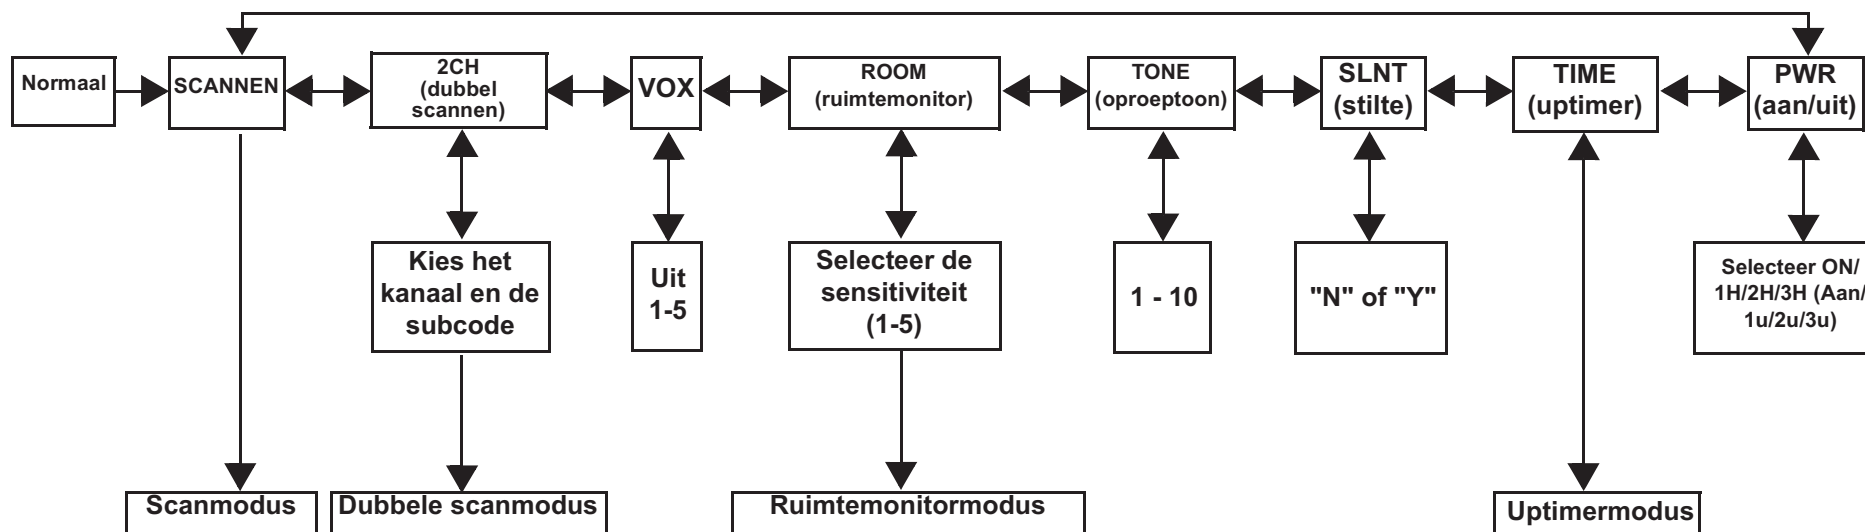 Normaal
SCANNEN
2CH
(dubbel
scannen)
VOX
ROOM
(ruimtemonitor)
TONE
(oproeptoon)
SLNT
(stilte)
TIME
(uptimer)
PWR
(aan/uit)
Kies het
kanaal en de
subcode
Uit
1-5
Selecteer de
sensitiviteit
(1-5)
1 - 10
"N" of "Y"
Selecteer ON/
1H/2H/3H (Aan/
1u/2u/3u)
Scanmodus
Dubbele scanmodus
Ruimtemonitormodus
Uptimermodus